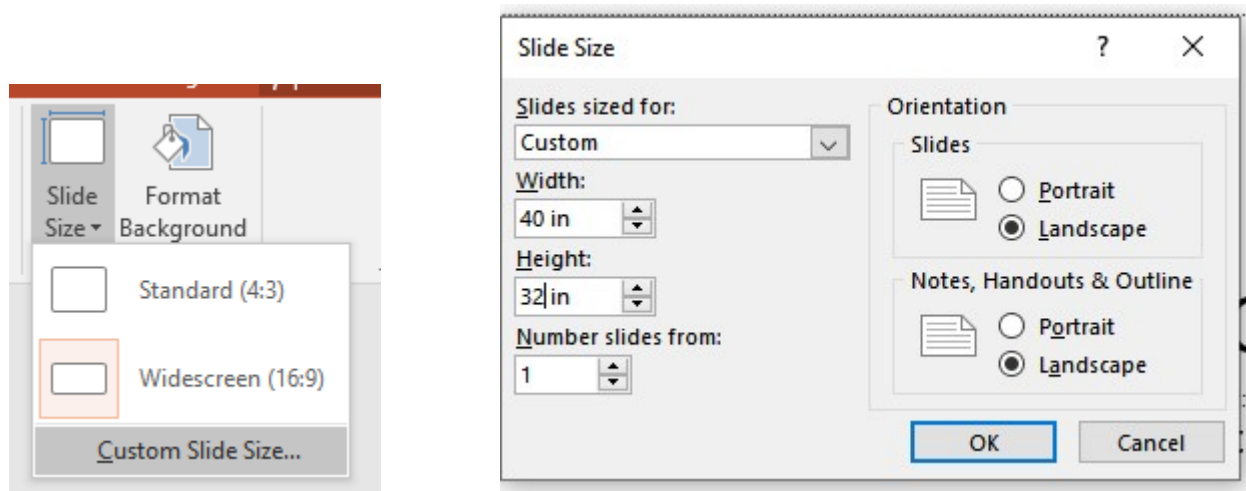 Slide
Size
Format
Background
Standard (4:3)
Widescreen (16:9)
Custom Slide Size...
Slide Size
?
Slides sized for:
Custom
Width:
40 in
Height:
32 in
Number slides from:
1
Orientation
Slides
Portrait
Landscape
Notes, Handouts & Outline
Portrait
Landscape
OK
Cancel